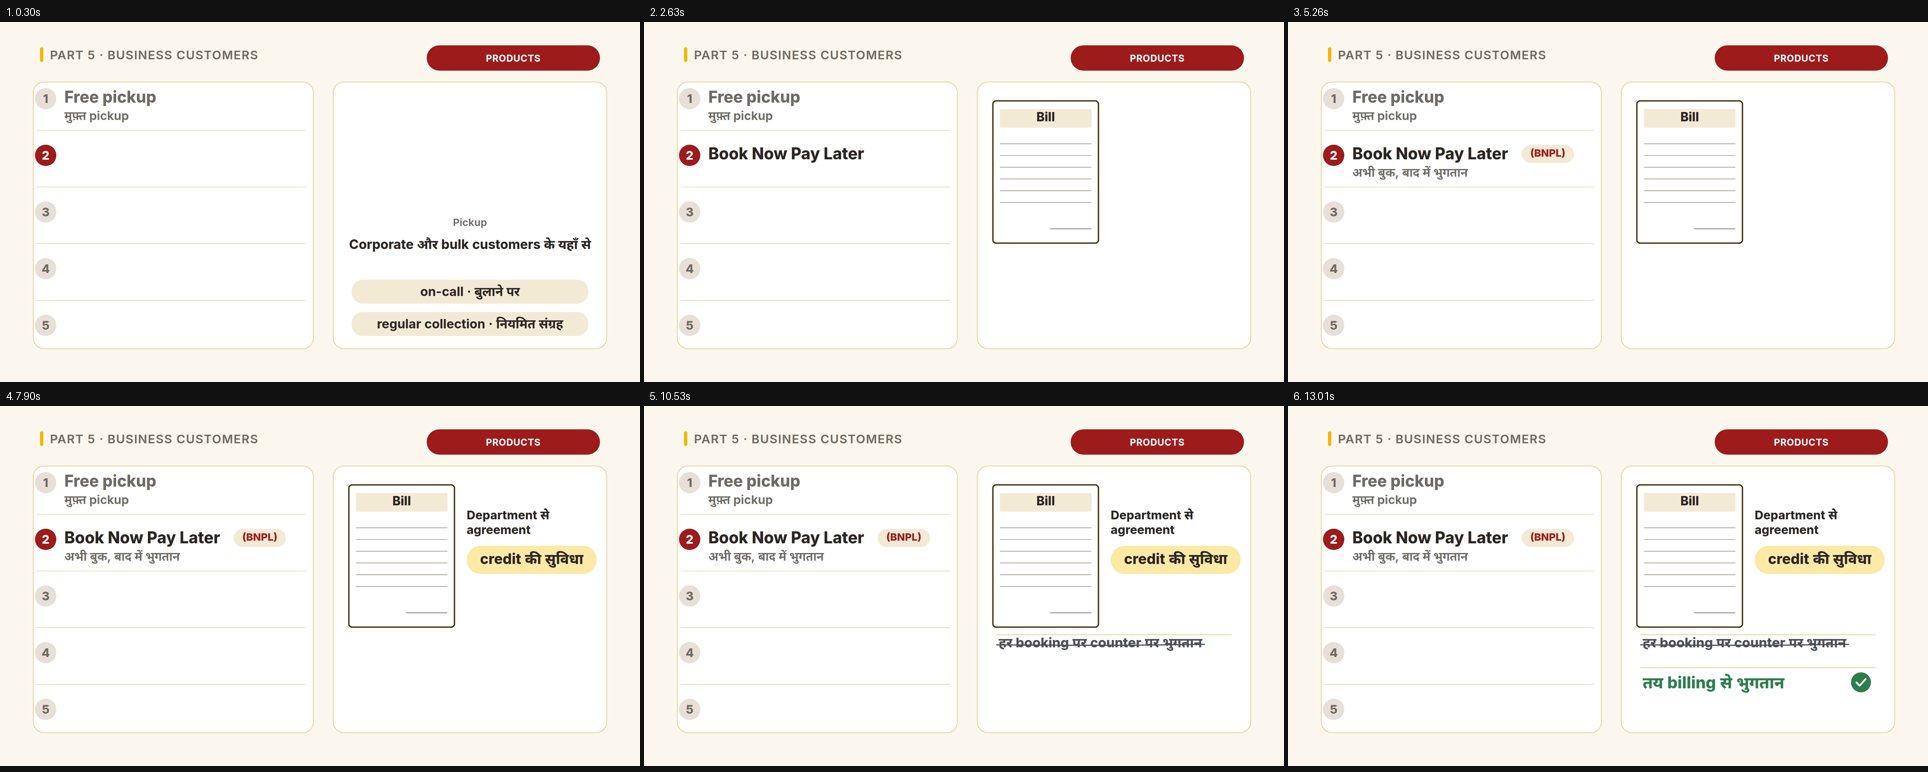 1. 0.30s
PART 5 · BUSINESS CUSTOMERS
PRODUCTS
1 Free pickup
मुफ़्त pickup
2
3
4
5
Pickup
Corporate और bulk customers के यहाँ से
on-call · बुलाने पर
regular collection · नियमित संग्रह
2. 2.63s
PART 5 · BUSINESS CUSTOMERS
PRODUCTS
1 Free pickup
मुफ़्त pickup
2 Book Now Pay Later
3
4
5
Bill
3. 5.26s
PART 5 · BUSINESS CUSTOMERS
PRODUCTS
1 Free pickup
मुफ़्त pickup
2 Book Now Pay Later (BNPL)
अभी बुक, बाद में भुगतान
3
4
5
Bill
4. 7.90s
PART 5 · BUSINESS CUSTOMERS
PRODUCTS
1 Free pickup
मुफ़्त pickup
2 Book Now Pay Later (BNPL)
अभी बुक, बाद में भुगतान
3
4
5
Bill
Department से
agreement
credit की सुविधा
5. 10.53s
PART 5 · BUSINESS CUSTOMERS
PRODUCTS
1 Free pickup
मुफ़्त pickup
2 Book Now Pay Later (BNPL)
अभी बुक, बाद में भुगतान
3
4
5
Bill
Department से
agreement
credit की सुविधा
हर booking पर counter पर भुगतान
6. 13.01s
PART 5 · BUSINESS CUSTOMERS
PRODUCTS
1 Free pickup
मुफ़्त pickup
2 Book Now Pay Later (BNPL)
अभी बुक, बाद में भुगतान
3
4
5
Bill
Department से
agreement
credit की सुविधा
हर booking पर counter पर भुगतान
तय billing से भुगतान